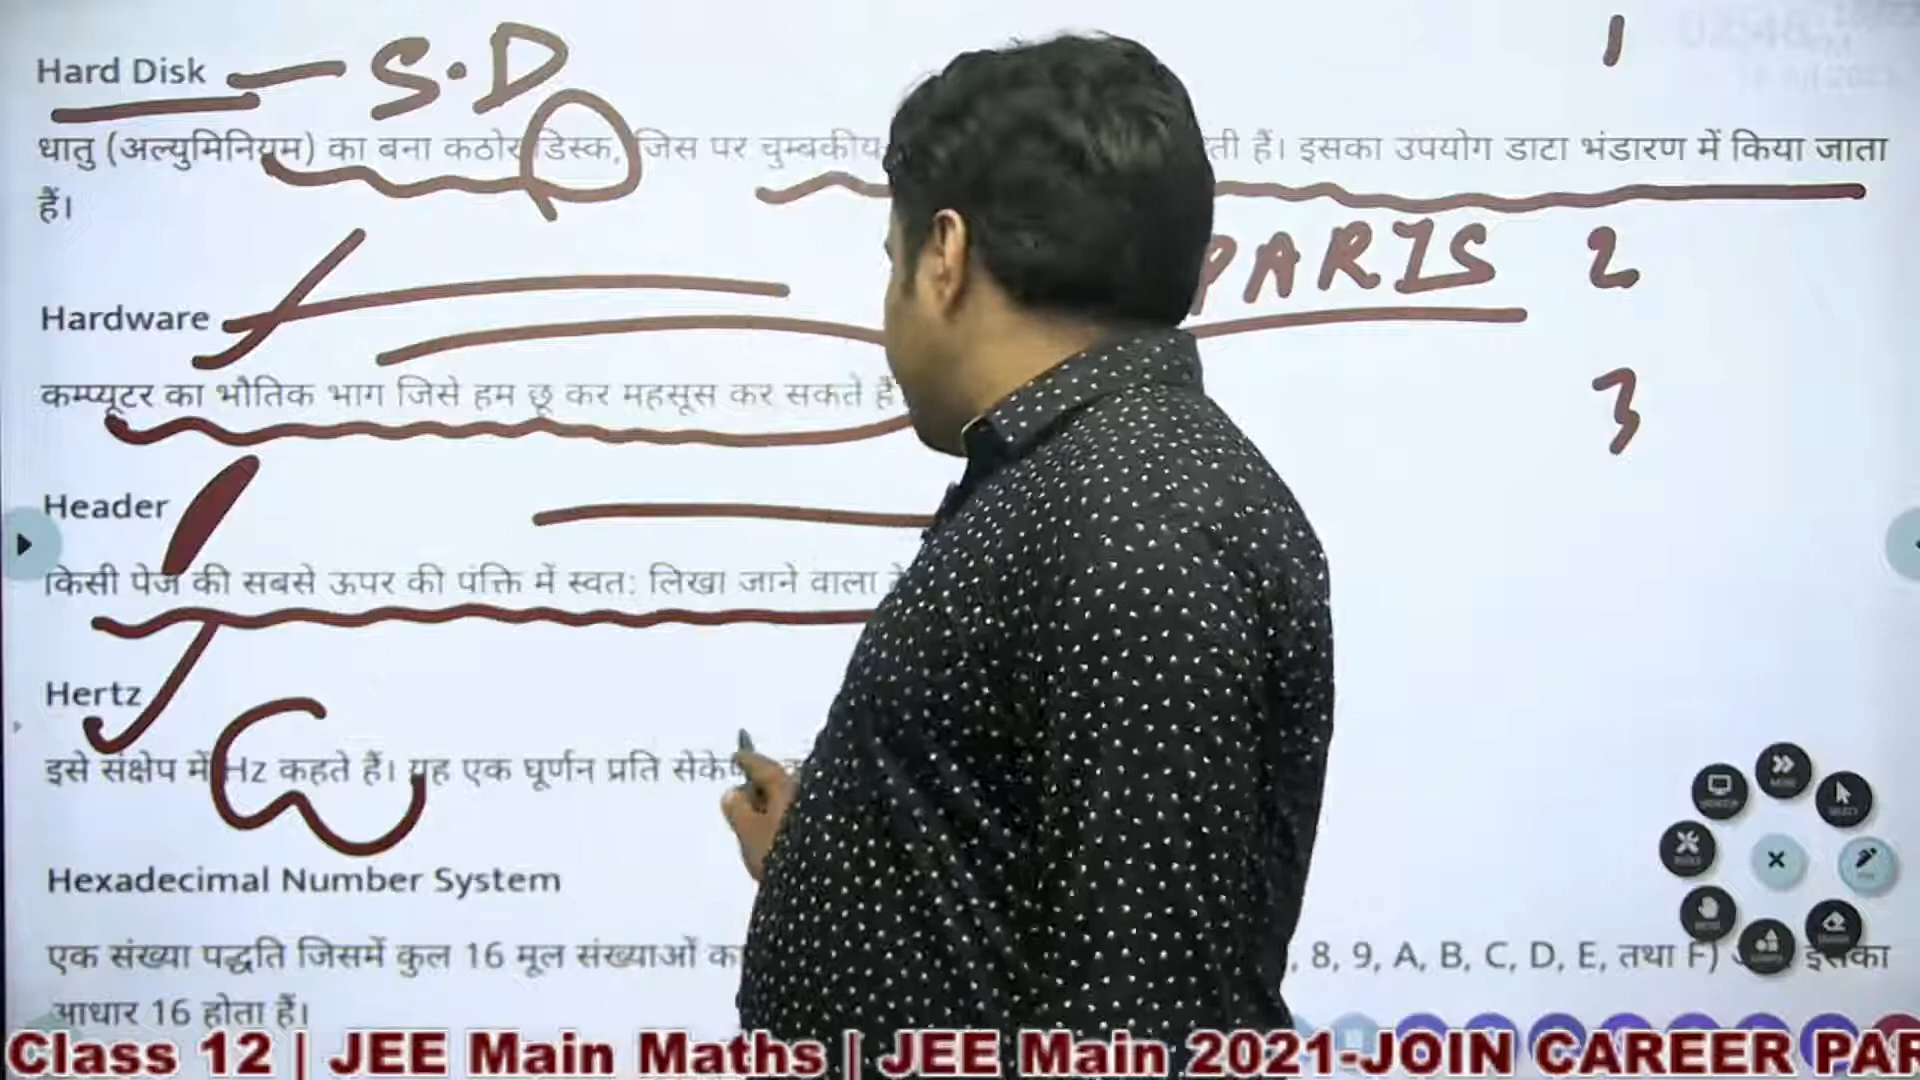 Hard Disk S.D 1
धातु (अल्युमिनियम) का बना कठोर डिस्क, जिस पर चुम्बकीय हैं। इसका उपयोग डाटा भंडारण में किया जाता
हैं।
PARTS 2
Hardware
3
कम्प्यूटर का भौतिक भाग जिसे हम छू कर महसूस कर सकते हैं
Header
किसी पेज की सबसे ऊपर की पंक्ति में स्वत: लिखा जाने वाला
Hertz
इसे संक्षेप में Hz कहते हैं। यह एक घूर्णन प्रति
Hexadecimal Number System
एक संख्या पद्धति जिसमें कुल 16 मूल संख्याओं , 8, 9, A, B, C, D, E, तथा F) इसका
आधार 16 होता हैं।
Class 12 | JEE Main Maths | JEE Main 2021-JOIN CAREER